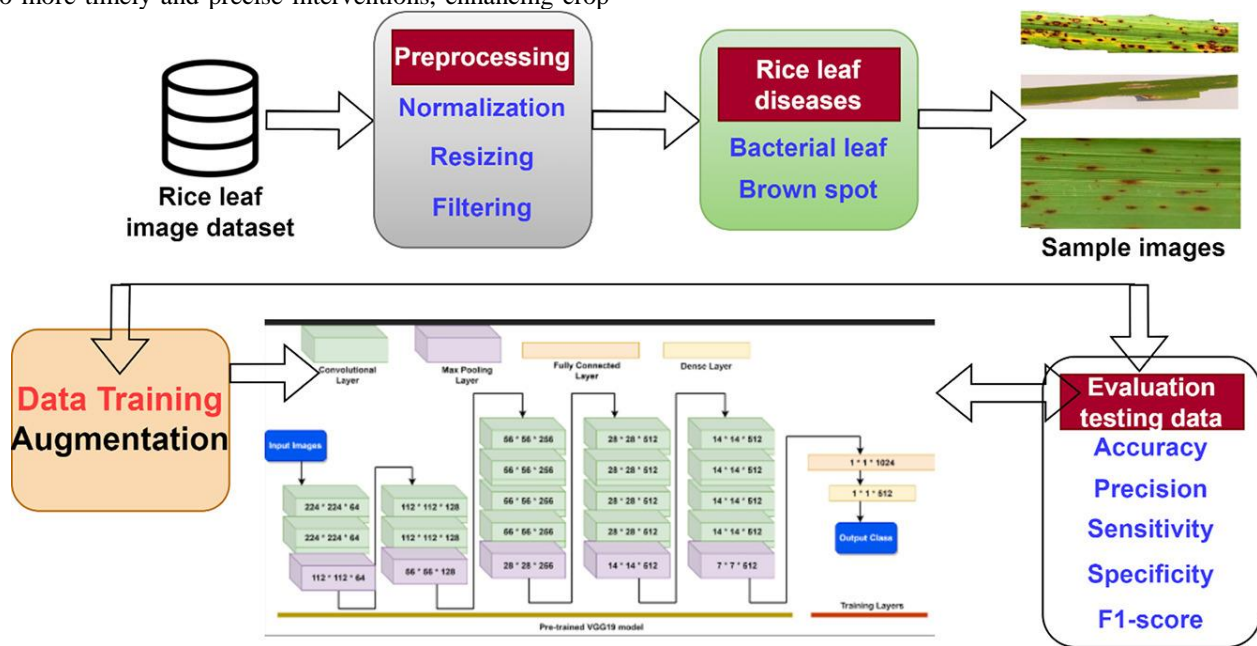 o more timely and precise interventions, enhancing crop
Rice leaf
image dataset
Preprocessing
Normalization
Resizing
Filtering
Rice leaf
diseases
Bacterial leaf
Brown spot
Sample images
Data Training
Augmentation
Convolutional
Layer
Max Pooling
Layer
Fully Connected
Layer
Dense Layer
Input Images
224 * 224 * 64
224 * 224 * 64
112 * 112 * 64
112 * 112 * 128
112 * 112 * 128
56 * 56 * 128
56 * 56 * 256
56 * 56 * 256
56 * 56 * 256
56 * 56 * 256
28 * 28 * 256
28 * 28 * 512
28 * 28 * 512
28 * 28 * 512
28 * 28 * 512
14 * 14 * 512
14 * 14 * 512
14 * 14 * 512
14 * 14 * 512
14 * 14 * 512
7 * 7 * 512
1 * 1 * 1024
1 * 1 * 512
Output Class
Pre-trained VGG19 model
Training Layers
Evaluation
testing data
Accuracy
Precision
Sensitivity
Specificity
F1-score